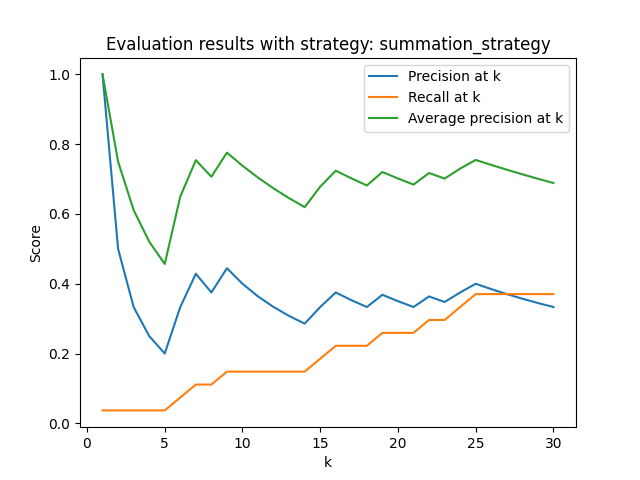 Evaluation results with strategy: summation_strategy
Precision at k
Recall at k
Average precision at k
Score
1.0
0.8
0.6
0.4
0.2
0.0
0 5 10 15 20 25 30
k